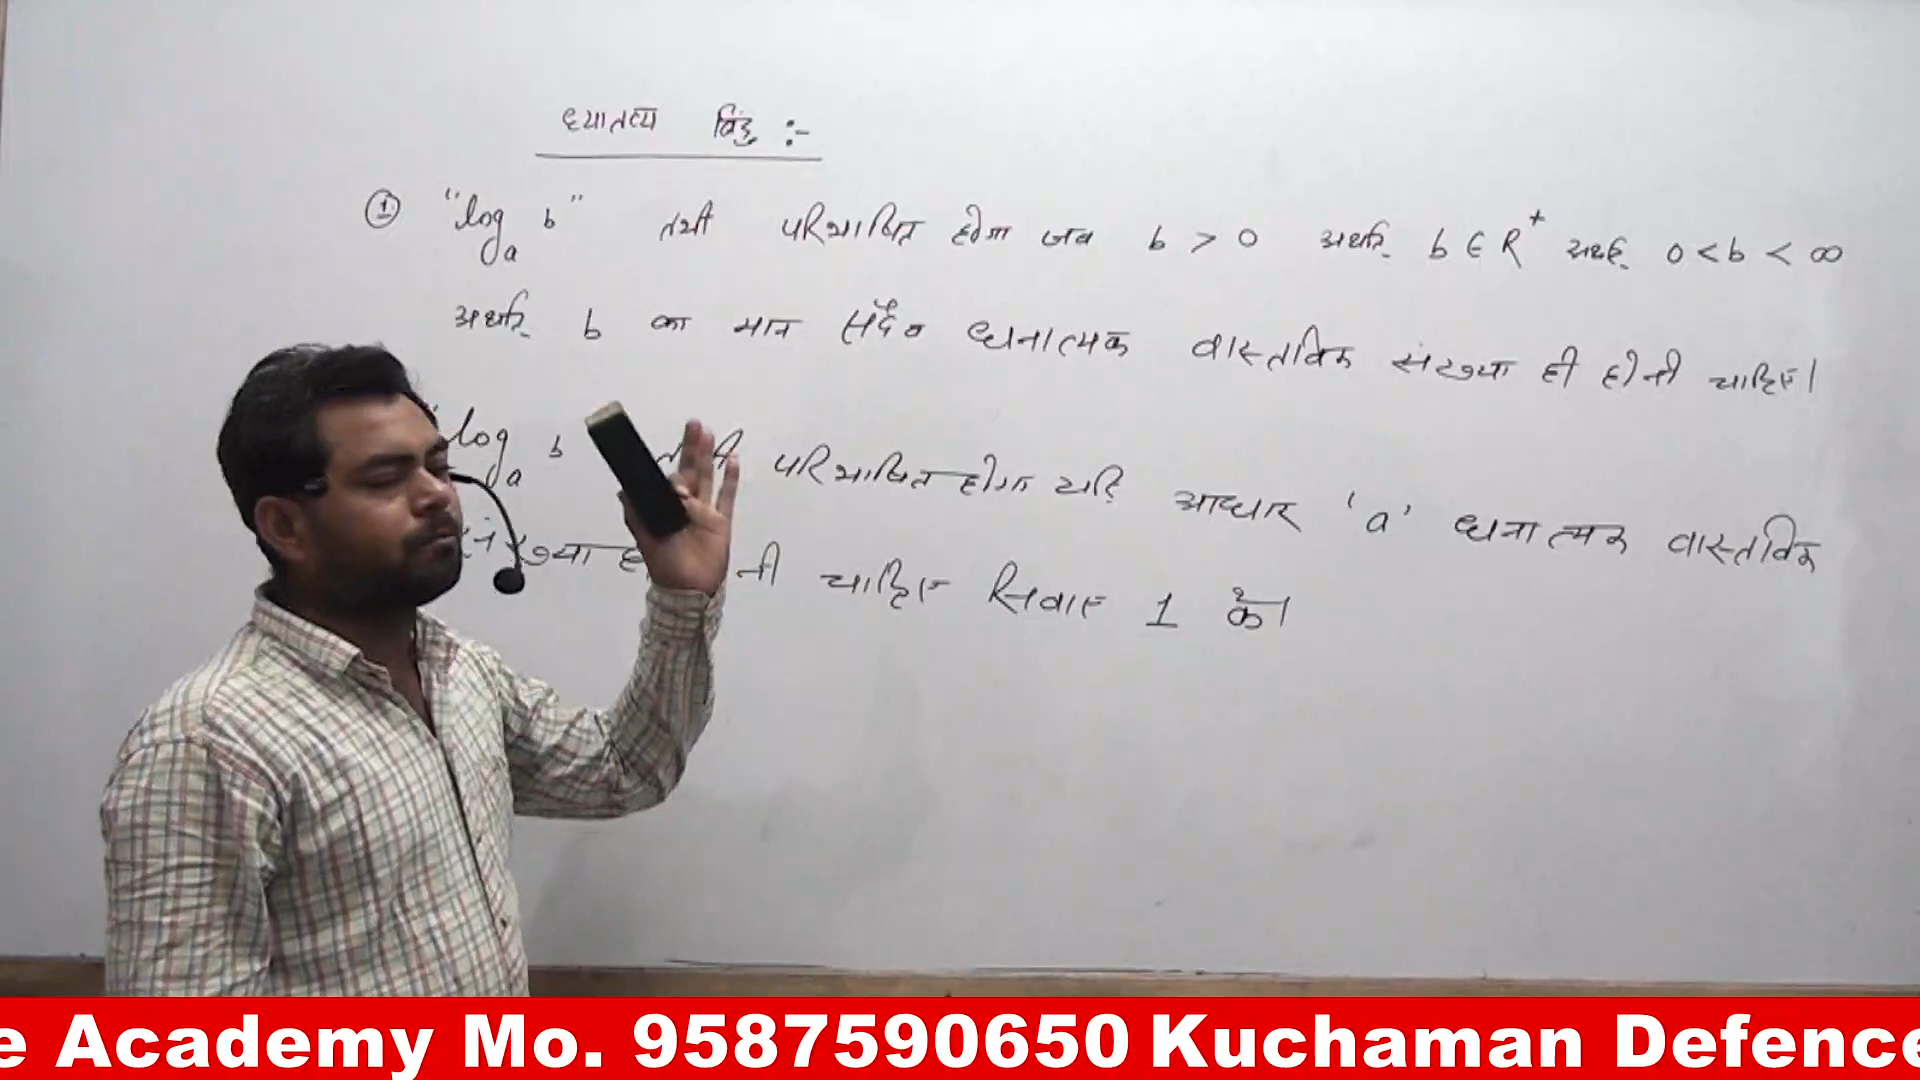 ध्यातव्य बिंदु :-
① "log_a b" तभी परिभाषित होगा जब b > 0 अर्थात् b ∈ R⁺ अर्थात् 0 < b < ∞
अर्थात् b का मान सदैव धनात्मक वास्तविक संख्या ही होनी चाहिए।
"log_a b परिभाषित होगा यदि आधार 'a' धनात्मक वास्तविक
संख्या नी चाहिए सिवाए 1 के।
e Academy Mo. 9587590650 Kuchaman Defence